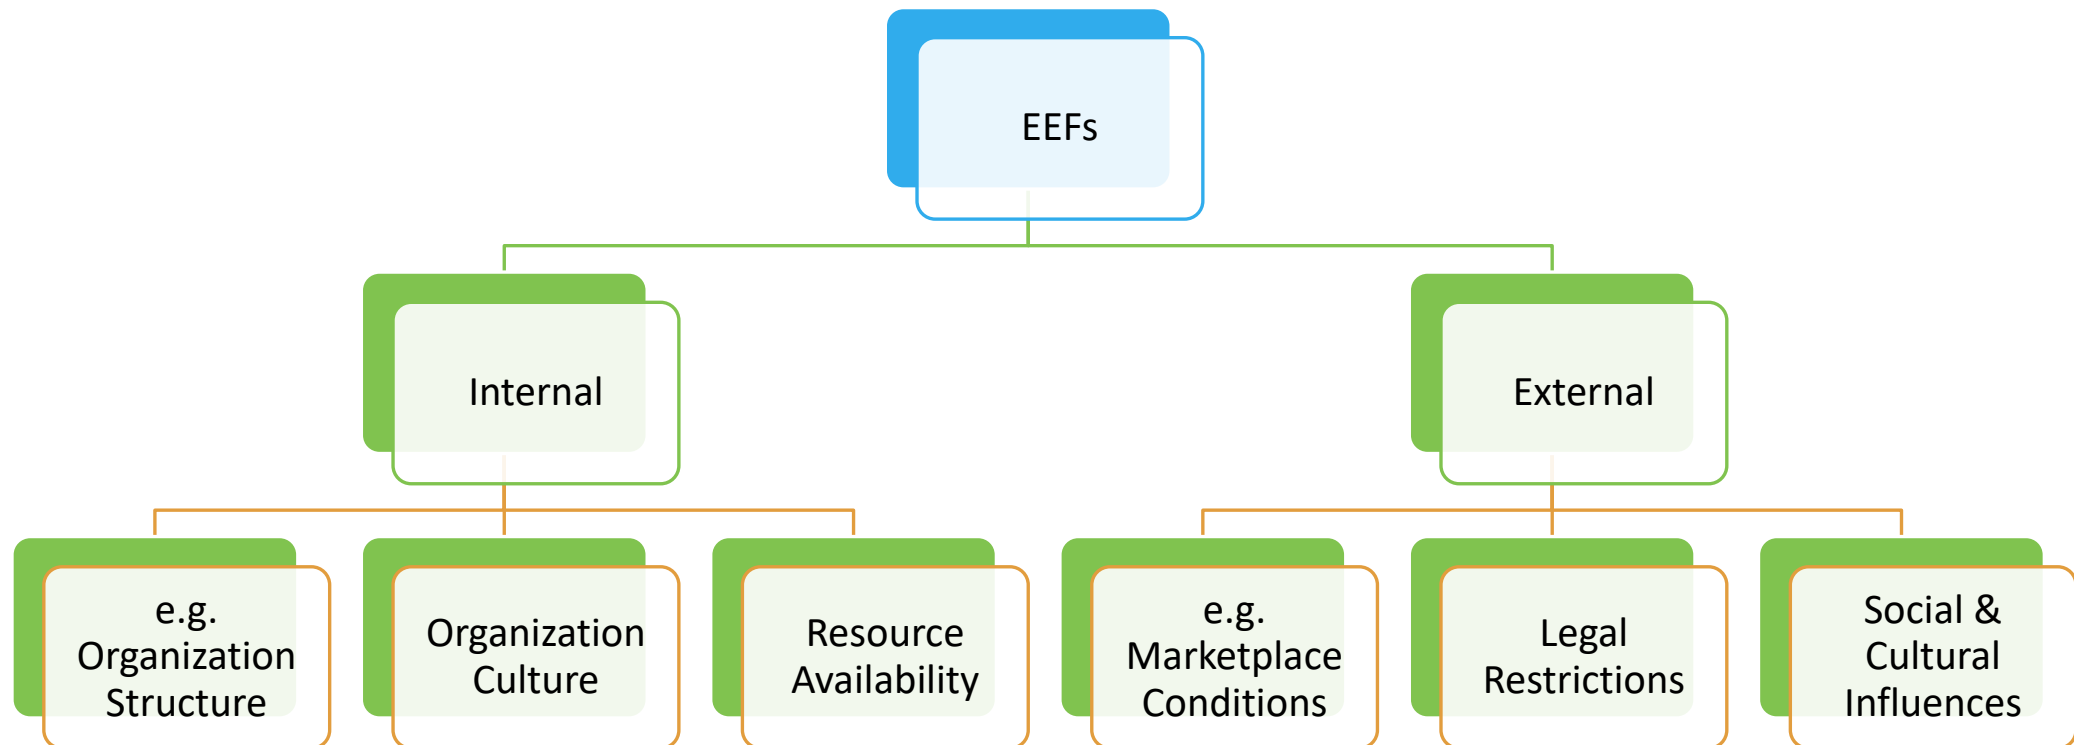 EEFs
Internal
External
e.g.
Organization
Structure
Organization
Culture
Resource
Availability
e.g.
Marketplace
Conditions
Legal
Restrictions
Social &
Cultural
Influences